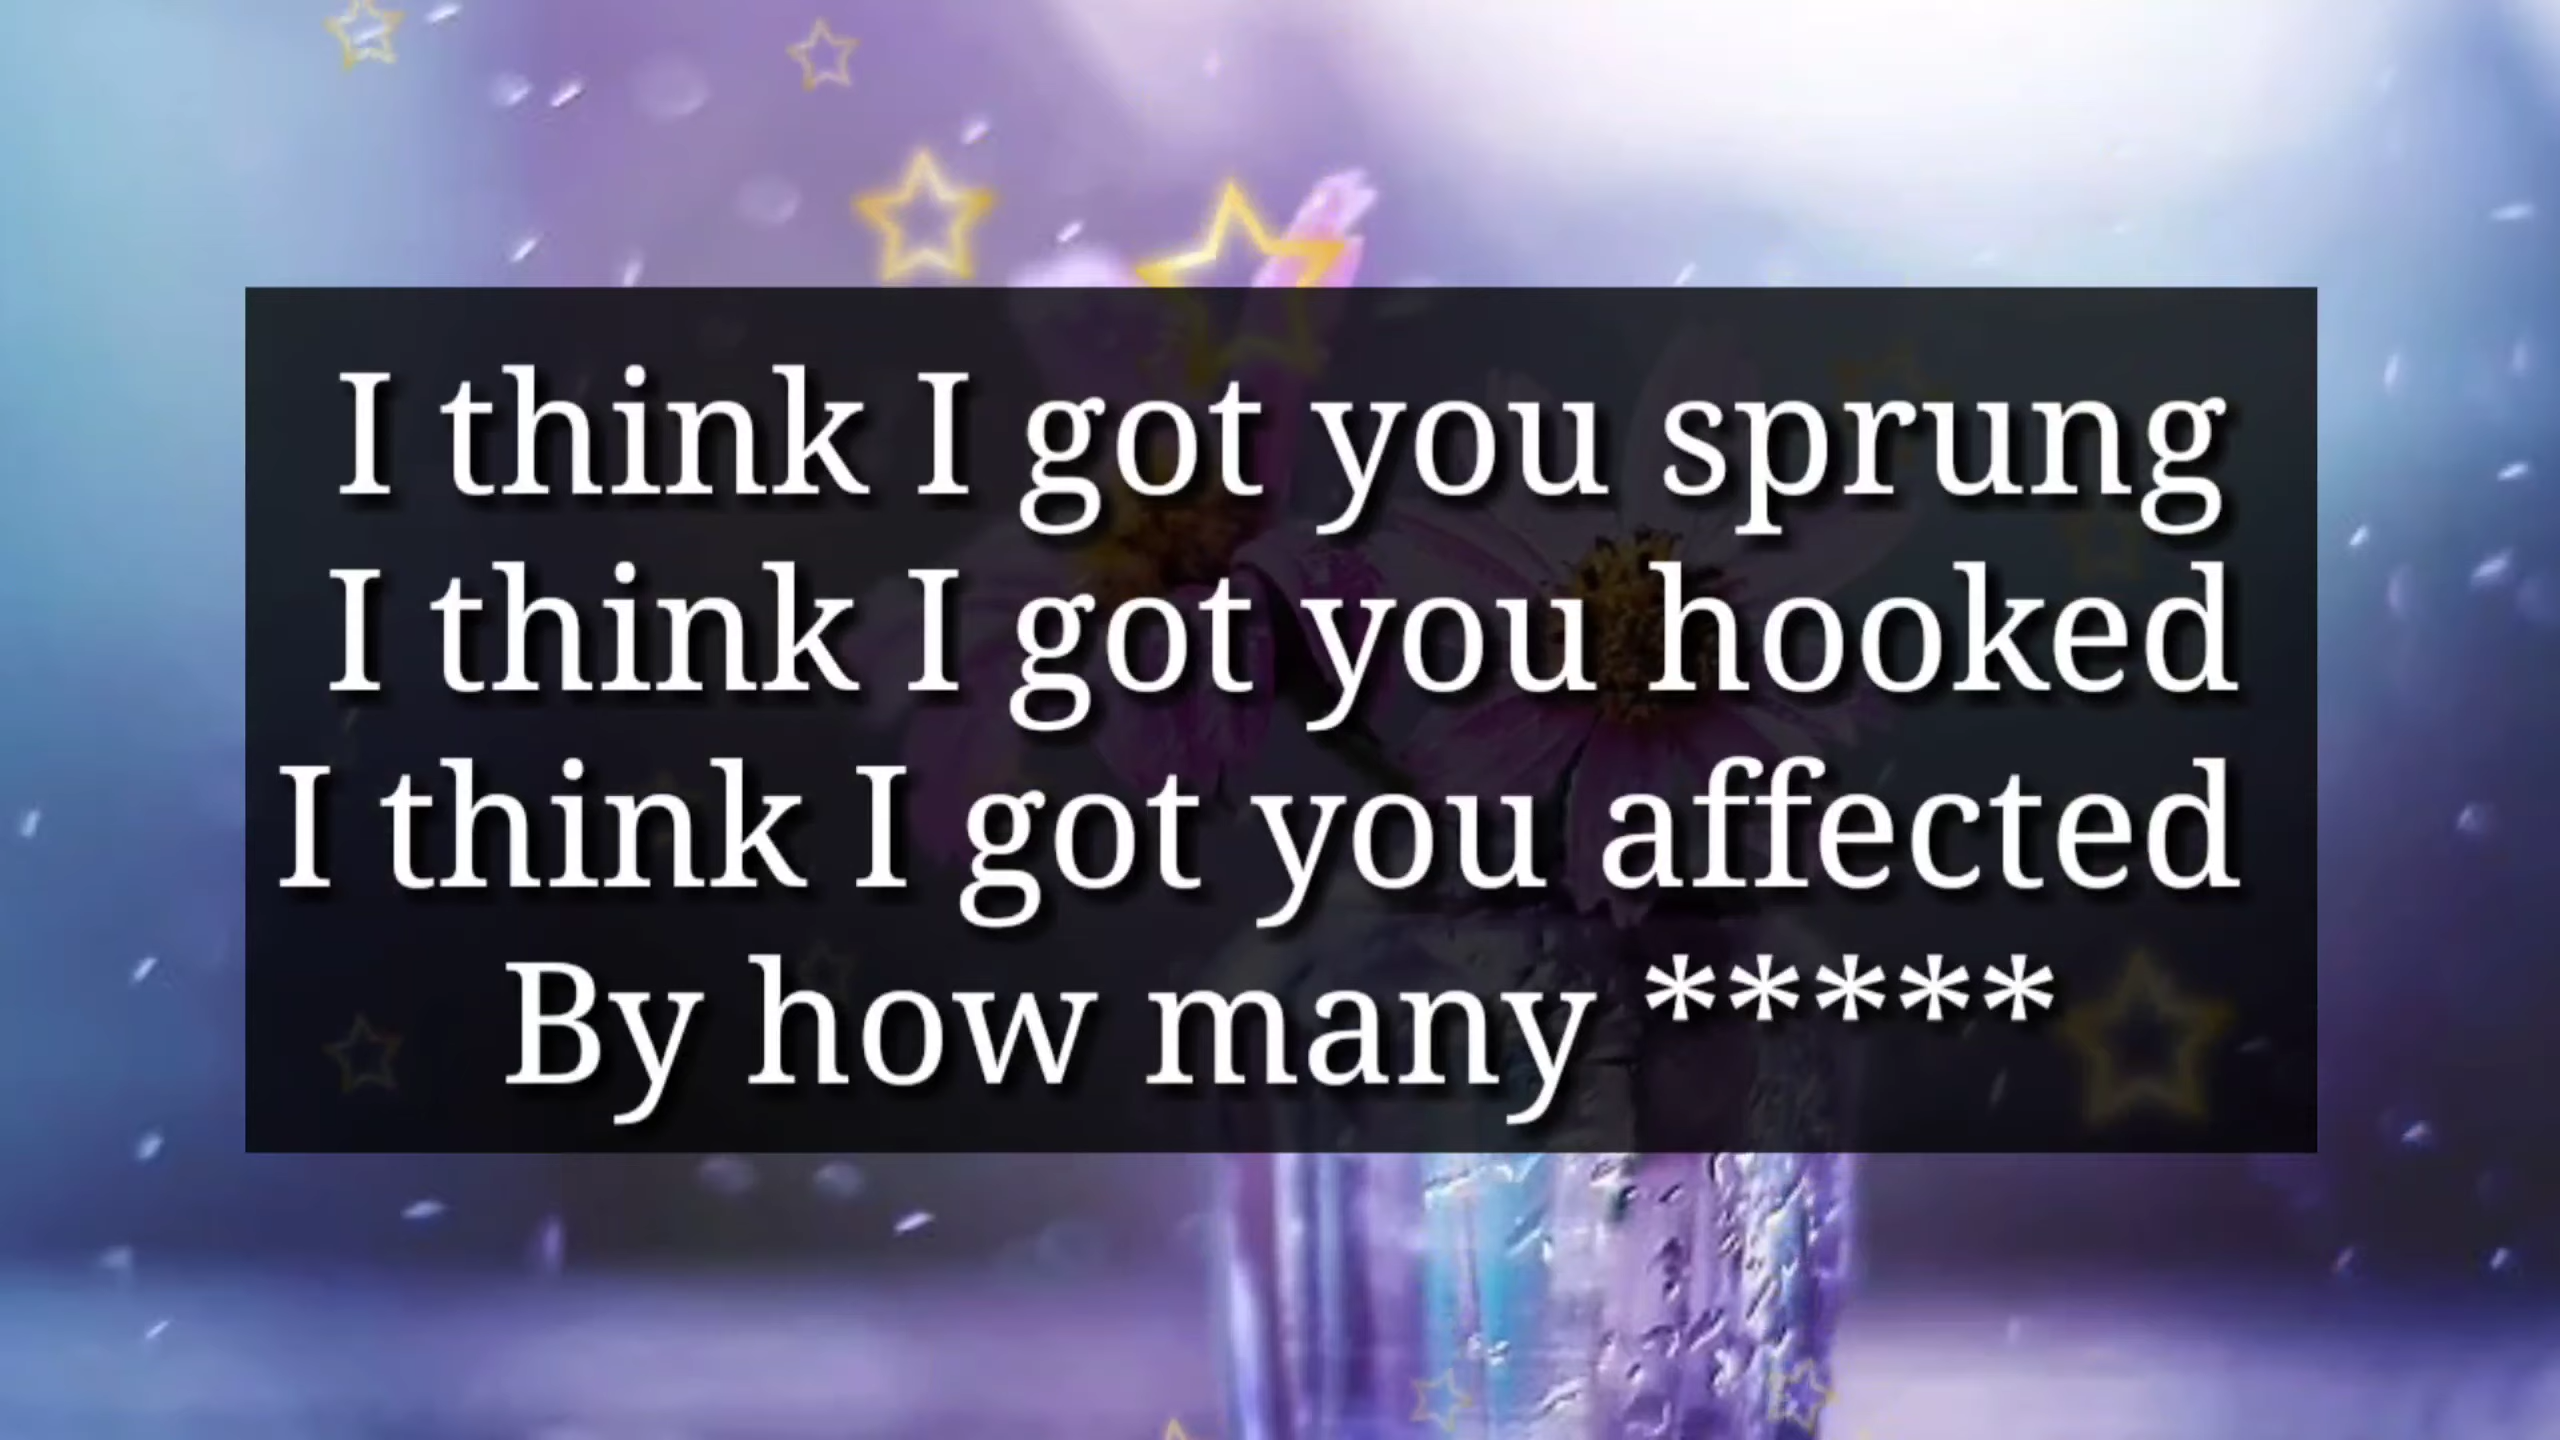 I think I got you sprung
I think I got you hooked
I think I got you affected
By how many *****